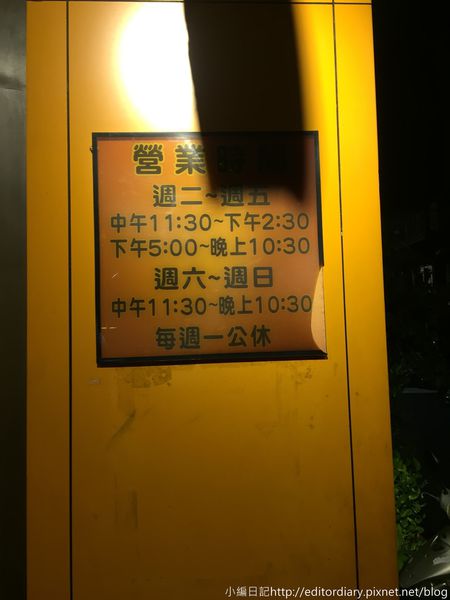 營業時間
週二~週五
中午11:30~下午2:30
下午5:00~晚上10:30
週六~週日
中午11:30~晚上10:30
每週一公休
小編日記http://editordiary.pixnet.net/blog